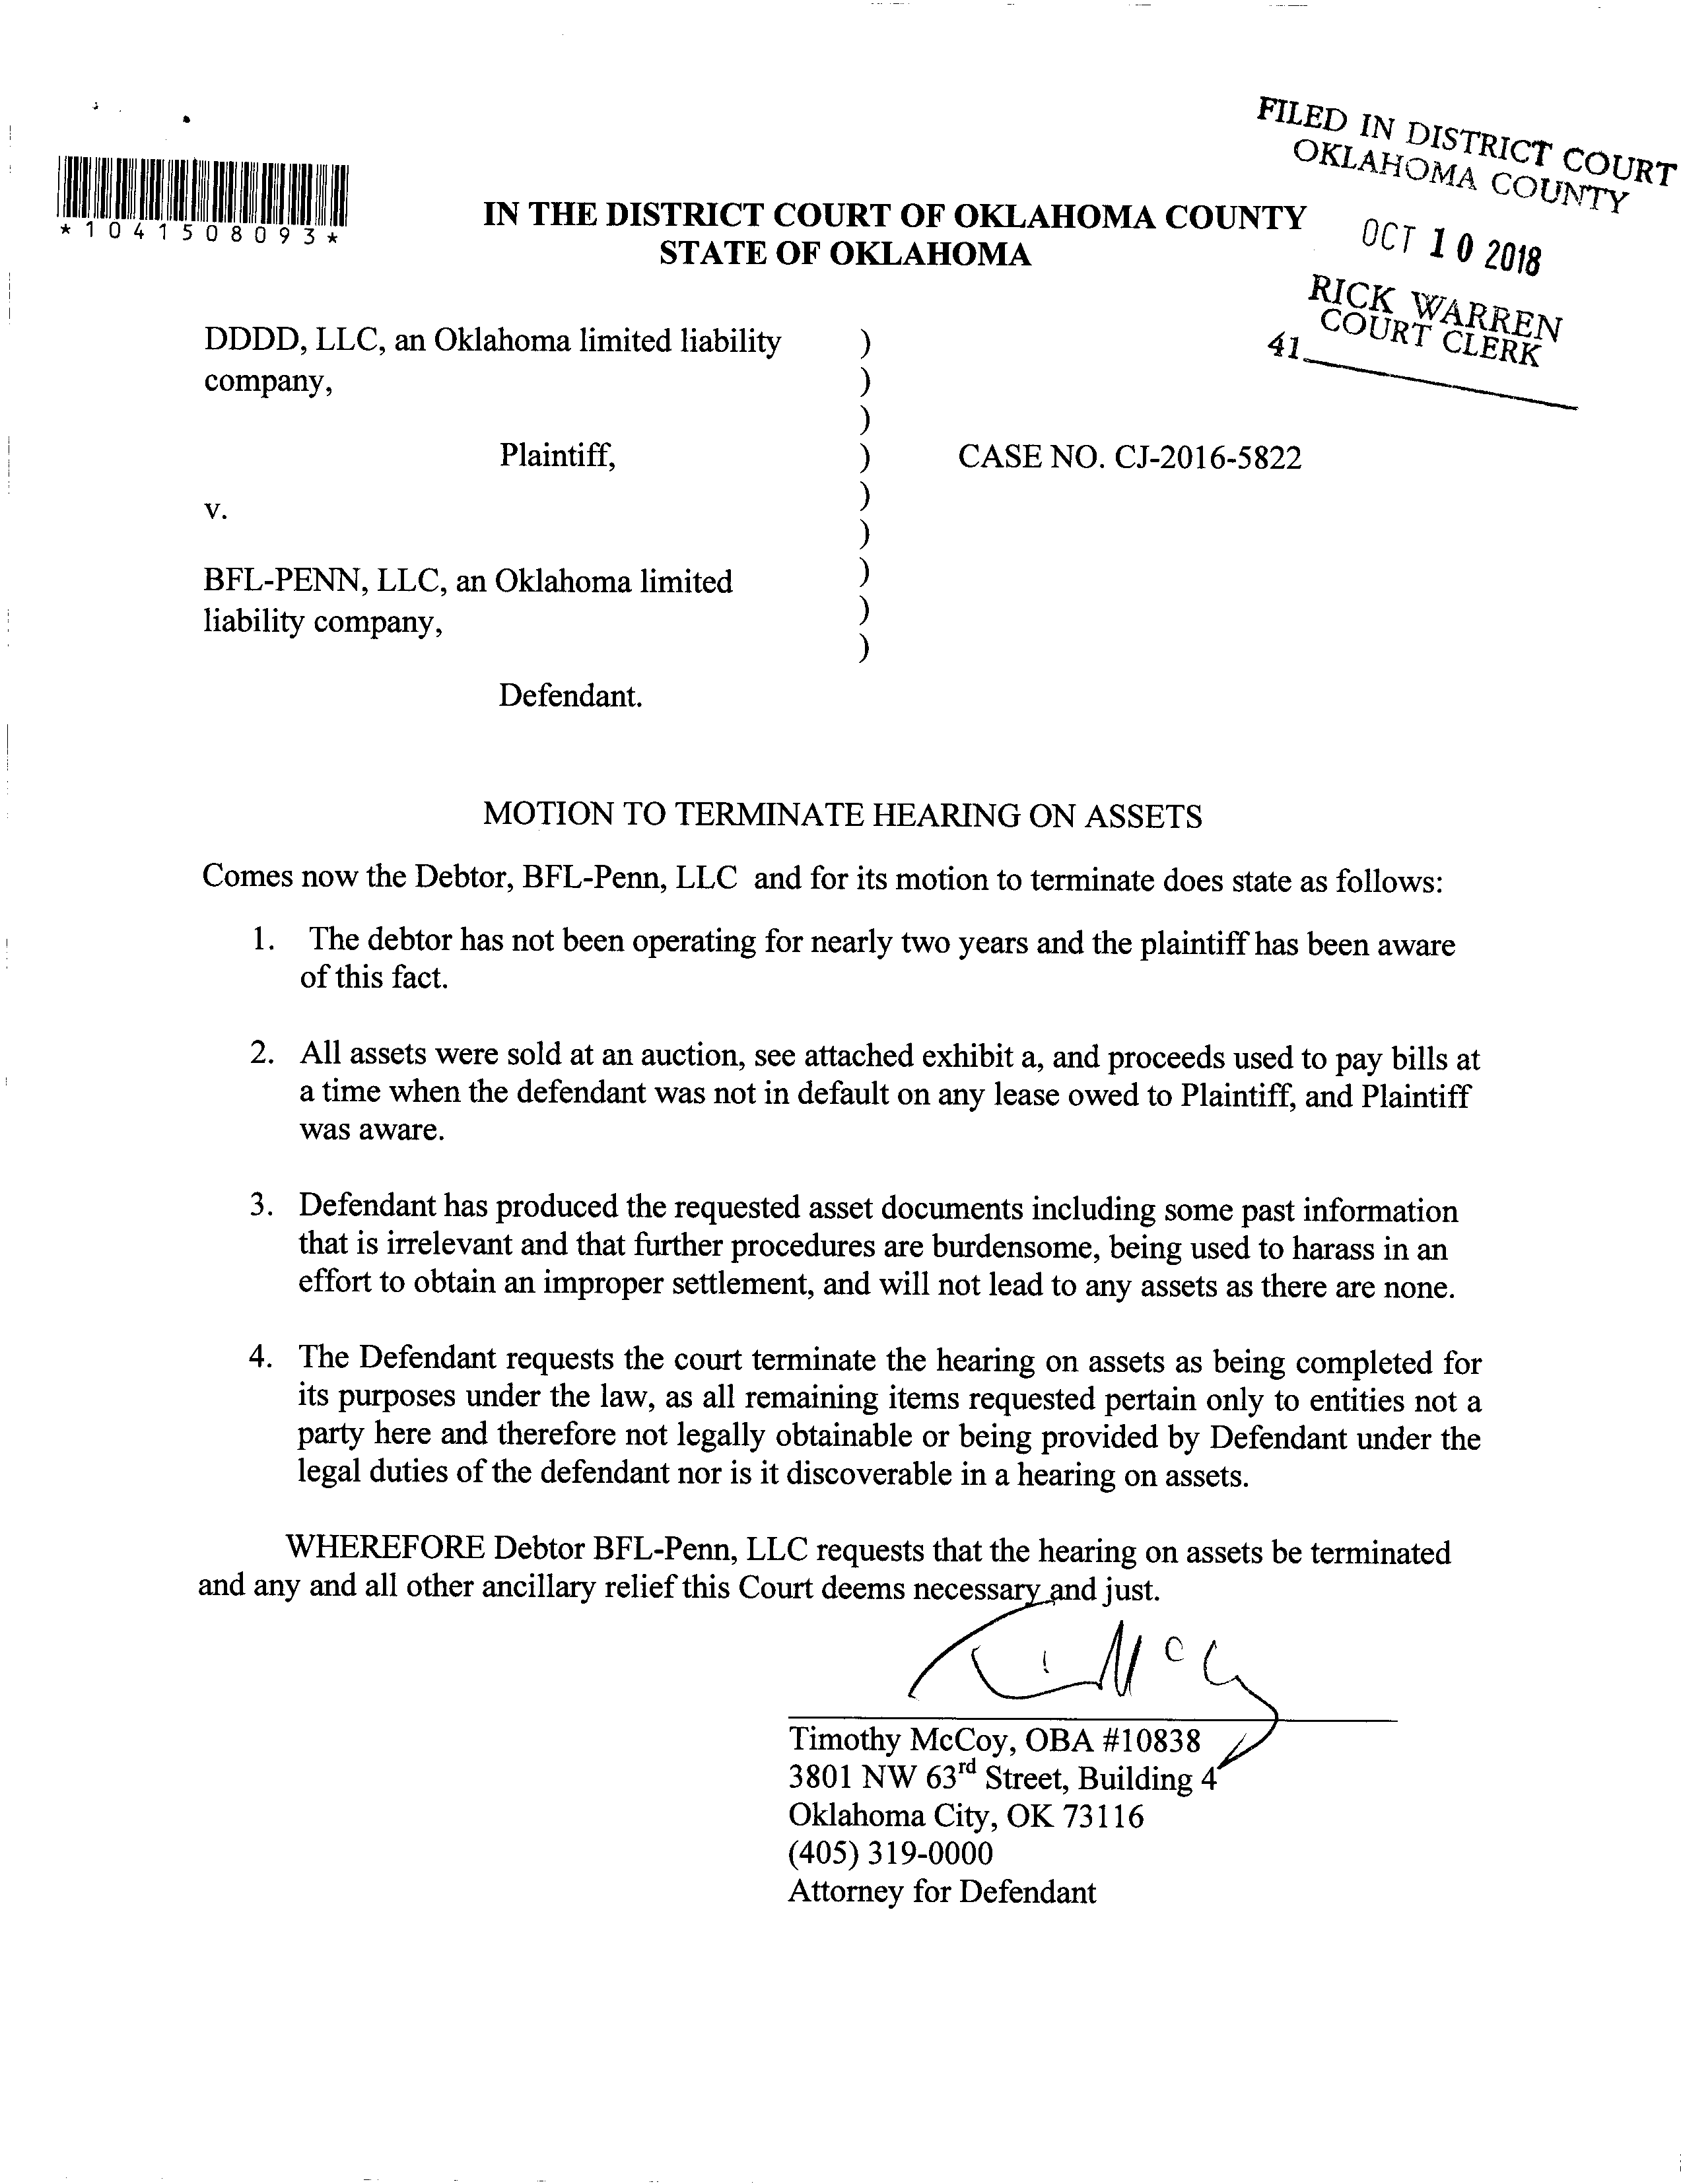 FILED IN DISTRICT COURT
OKLAHOMA COUNTY
OCT 10 2018
RICK WARREN
COURT CLERK
41
*1041508093*
IN THE DISTRICT COURT OF OKLAHOMA COUNTY
STATE OF OKLAHOMA
DDDD, LLC, an Oklahoma limited liability )
company, )
)
Plaintiff, ) CASE NO. CJ-2016-5822
)
v.
)
BFL-PENN, LLC, an Oklahoma limited )
liability company, )
)
Defendant.
MOTION TO TERMINATE HEARING ON ASSETS
Comes now the Debtor, BFL-Penn, LLC and for its motion to terminate does state as follows:
1. The debtor has not been operating for nearly two years and the plaintiff has been aware
of this fact.
2. All assets were sold at an auction, see attached exhibit a, and proceeds used to pay bills at
a time when the defendant was not in default on any lease owed to Plaintiff, and Plaintiff
was aware.
3. Defendant has produced the requested asset documents including some past information
that is irrelevant and that further procedures are burdensome, being used to harass in an
effort to obtain an improper settlement, and will not lead to any assets as there are none.
4. The Defendant requests the court terminate the hearing on assets as being completed for
its purposes under the law, as all remaining items requested pertain only to entities not a
party here and therefore not legally obtainable or being provided by Defendant under the
legal duties of the defendant nor is it discoverable in a hearing on assets.
WHEREFORE Debtor BFL-Penn, LLC requests that the hearing on assets be terminated
and any and all other ancillary relief this Court deems necessary and just.
Timothy McCoy, OBA #10838
3801 NW 63rd Street, Building 4
Oklahoma City, OK 73116
(405) 319-0000
Attorney for Defendant